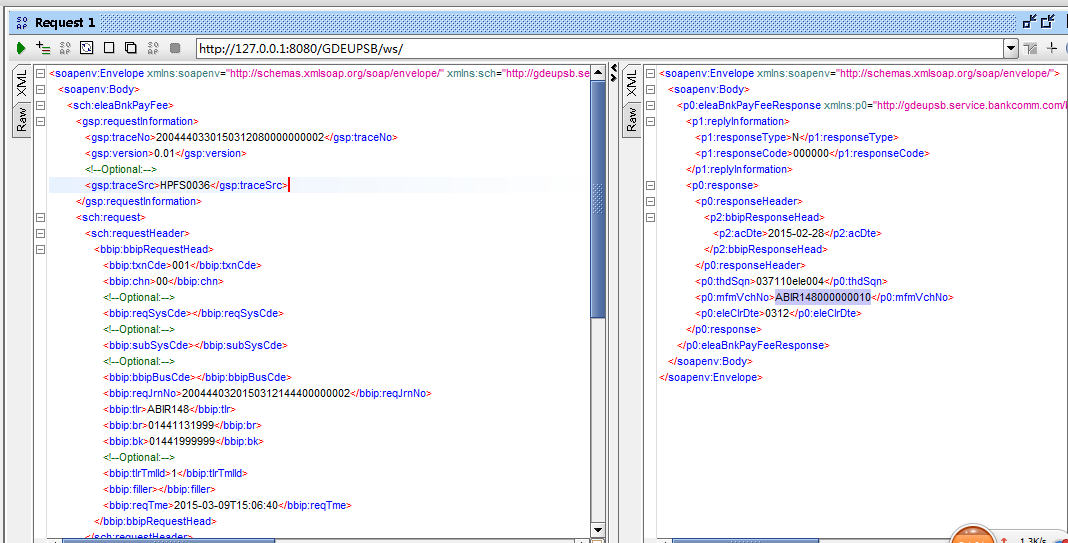 Request 1
http://127.0.0.1:8080/GDEUPSB/ws/
XML
Raw
<soapenv:Envelope xmlns:soapenv="http://schemas.xmlsoap.org/soap/envelope/" xmlns:sch="http://gdeupsb.se
<soapenv:Body>
<sch:eleaBnkPayFee>
<gsp:requestInformation>
<gsp:traceNo>2004440330150312080000000002</gsp:traceNo>
<gsp:version>0.01</gsp:version>
<!--Optional:-->
<gsp:traceSrc>HPFS0036</gsp:traceSrc>
</gsp:requestInformation>
<sch:request>
<sch:requestHeader>
<bbip:bbipRequestHead>
<bbip:txnCde>001</bbip:txnCde>
<bbip:chn>00</bbip:chn>
<!--Optional:-->
<bbip:reqSysCde></bbip:reqSysCde>
<!--Optional:-->
<bbip:subSysCde></bbip:subSysCde>
<!--Optional:-->
<bbip:bbipBusCde></bbip:bbipBusCde>
<bbip:reqJrnNo>2004440320150312144400000002</bbip:reqJrnNo>
<bbip:tlr>ABIR148</bbip:tlr>
<bbip:br>01441131999</bbip:br>
<bbip:bk>01441999999</bbip:bk>
<!--Optional:-->
<bbip:tlrTmlId>1</bbip:tlrTmlId>
<bbip:filler></bbip:filler>
<bbip:reqTme>2015-03-09T15:06:40</bbip:reqTme>
</bbip:bbipRequestHead>
</sch:requestHeader>
XML
Raw
<soapenv:Envelope xmlns:soapenv="http://schemas.xmlsoap.org/soap/envelope/">
<soapenv:Body>
<p0:eleaBnkPayFeeResponse xmlns:p0="http://gdeupsb.service.bankcomm.com/
<p1:replyInformation>
<p1:responseType>N</p1:responseType>
<p1:responseCode>000000</p1:responseCode>
</p1:replyInformation>
<p0:response>
<p0:responseHeader>
<p2:bbipResponseHead>
<p2:acDte>2015-02-28</p2:acDte>
</p2:bbipResponseHead>
</p0:responseHeader>
<p0:thdSqn>037110ele004</p0:thdSqn>
<p0:mfmVchNo>ABIR148000000010</p0:mfmVchNo>
<p0:eleClrDte>0312</p0:eleClrDte>
</p0:response>
</p0:eleaBnkPayFeeResponse>
</soapenv:Body>
</soapenv:Envelope>
1.3K/s